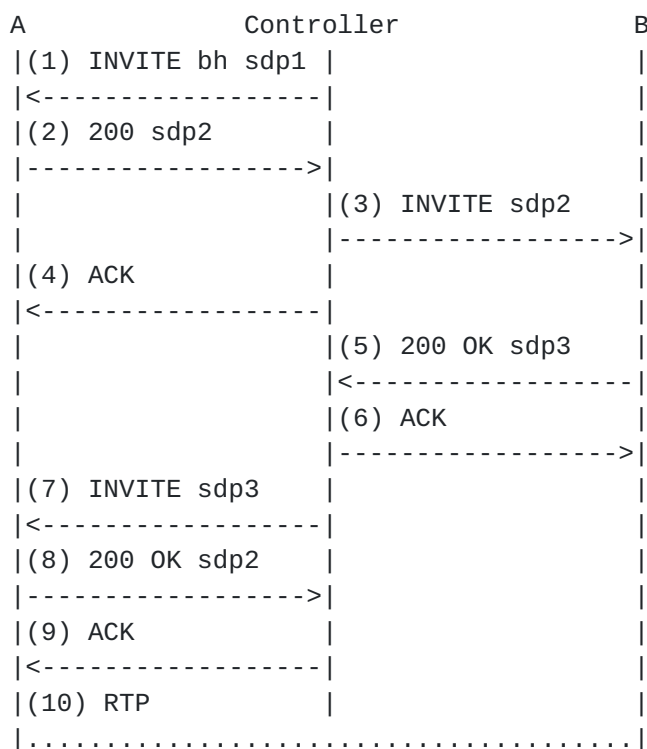 A              Controller               B
|(1) INVITE bh sdp1 |                   |
|<------------------|                   |
|(2) 200 sdp2       |                   |
|------------------>|                   |
|                   |(3) INVITE sdp2    |
|                   |------------------>|
|(4) ACK            |                   |
|<------------------|                   |
|                   |(5) 200 OK sdp3    |
|                   |<------------------|
|                   |(6) ACK            |
|                   |------------------>|
|(7) INVITE sdp3    |                   |
|<------------------|                   |
|(8) 200 OK sdp2    |                   |
|------------------>|                   |
|(9) ACK            |                   |
|<------------------|                   |
|(10) RTP           |                   |
|.......................................|